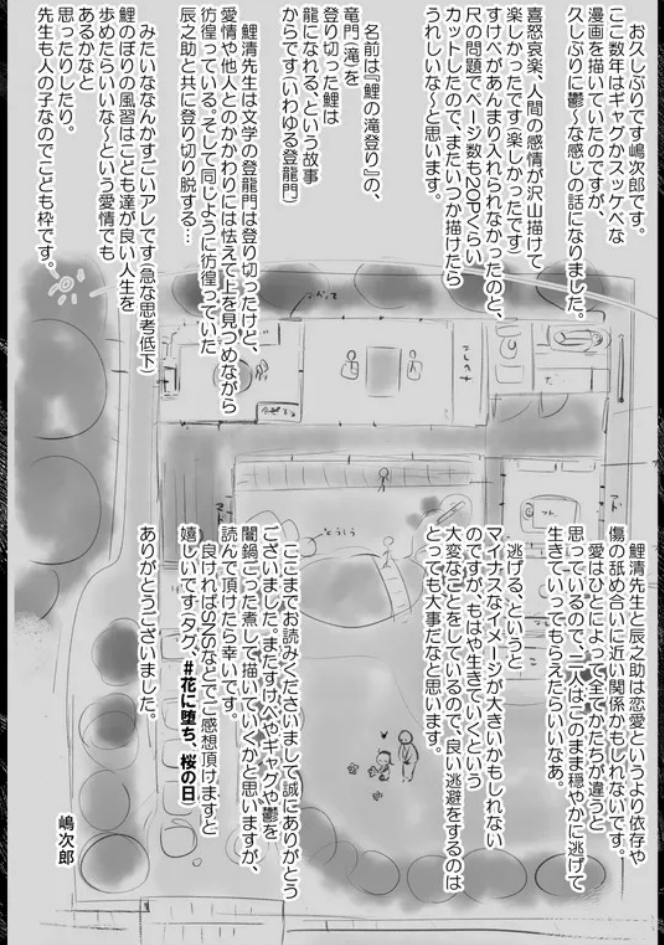 お久しぶりです嶋次郎です。
ここ数年はギャグかスッケベな
漫画を描いていたのですが、
久しぶりに鬱〜な感じの話になりました。
喜怒哀楽、人間の感情が沢山描けて
楽しかったです(楽しかったです)
すけべがあんまり入れられなかったのと、
尺の問題でページ数も20Pくらい
カットしたので、またいつか描けたら
うれしいな〜と思います。
名前は『鯉の滝登り』の、
竜門(滝)を
登り切った鯉は
龍になれる、という故事
からです(いわゆる登龍門)
鯉清先生は文学の登龍門は登り切ったけど、
愛情や他人とのかかわりには怯えて上を見つめながら
彷徨っている。そして同じように彷徨っていた
辰之助と共に登り切り脱する…
みたいななんかすごいアレです(急な思考低下)
鯉のぼりの風習はこども達が良い人生を
歩めたらいいな〜という愛情でも
あるかなと
思ったりしたり。
先生も人の子なのでこども枠です。
鯉清先生と辰之助は恋愛というより依存や
傷の舐め合いに近い関係かもしれないです。
愛はひとによって全てかたちが違うと
思っているので、二人はこのまま穏やかに逃げて
生きていってもらえたらいいなあ。
逃げる、というと
マイナスなイメージが大きいかもしれない
のですが、もはや生きていくという
大変なことをしているので、良い逃避をするのは
とっても大事だなと思います。
ここまでお読みくださいまして誠にありがとう
ございました。またすけべやギャグや鬱を
闇鍋ごった煮して描いていくかと思いますが、
読んで頂けたら幸いです。
良ければSNSなどでご感想頂けますと
嬉しいです(タグ、#花に堕ち、桜の日)
ありがとうございました。
嶋次郎